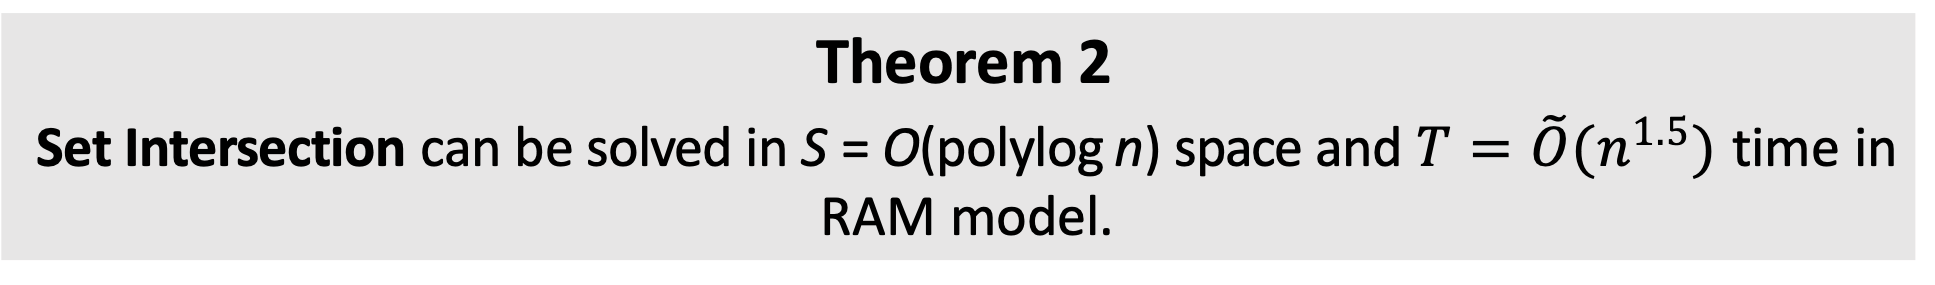 Theorem 2
Set Intersection can be solved in S = O(polylog n) space and T = Õ(n^{1.5}) time in
RAM model.